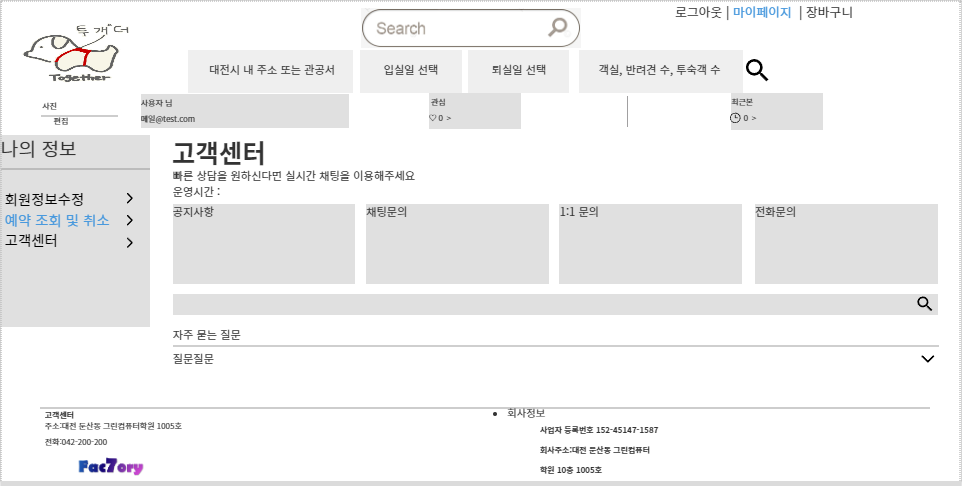 로그아웃 | 마이페이지 | 장바구니
투개더
Together
Search
대전시 내 주소 또는 관공서
입실일 선택
퇴실일 선택
객실, 반려견 수, 투숙객 수
사진
편집
사용자 님
메일@test.com
관심
♡ 0 >
최근본
0 >
나의 정보
회원정보수정
예약 조회 및 취소
고객센터
고객센터
빠른 상담을 원하신다면 실시간 채팅을 이용해주세요
운영시간 :
공지사항
채팅문의
1:1 문의
전화문의
자주 묻는 질문
질문질문
고객센터
주소:대전 둔산동 그린컴퓨터학원 1005호
전화:042-200-200
Fac7ory
• 회사정보
사업자 등록번호 152-45147-1587
회사주소:대전 둔산동 그린컴퓨터
학원 10층 1005호